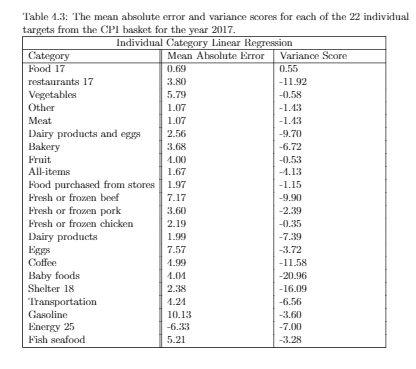 Table 4.3: The mean absolute error and variance scores for each of the 22 individual
targets from the CPI basket for the year 2017.
Individual Category Linear Regression
Category Mean Absolute Error Variance Score
Food 17 0.69 0.55
restaurants 17 3.80 -11.92
Vegetables 5.79 -0.58
Other 1.07 -1.43
Meat 1.07 -1.43
Dairy products and eggs 2.56 -9.70
Bakery 3.68 -6.72
Fruit 4.00 -0.53
All-items 1.67 -4.13
Food purchased from stores 1.97 -1.15
Fresh or frozen beef 7.17 -9.90
Fresh or frozen pork 3.60 -2.39
Fresh or frozen chicken 2.19 -0.35
Dairy products 1.99 -7.39
Eggs 7.57 -3.72
Coffee 4.99 -11.58
Baby foods 4.04 -20.96
Shelter 18 2.38 -16.09
Transportation 4.24 -6.56
Gasoline 10.13 -3.60
Energy 25 -6.33 -7.00
Fish seafood 5.21 -3.28